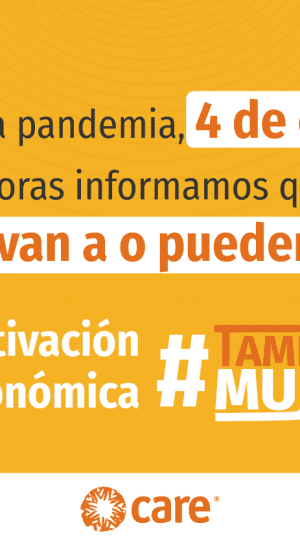 a pandemia, 4 de
oras informamos q
van a o pueden
tivación
onómica
# TAM
MU
care®